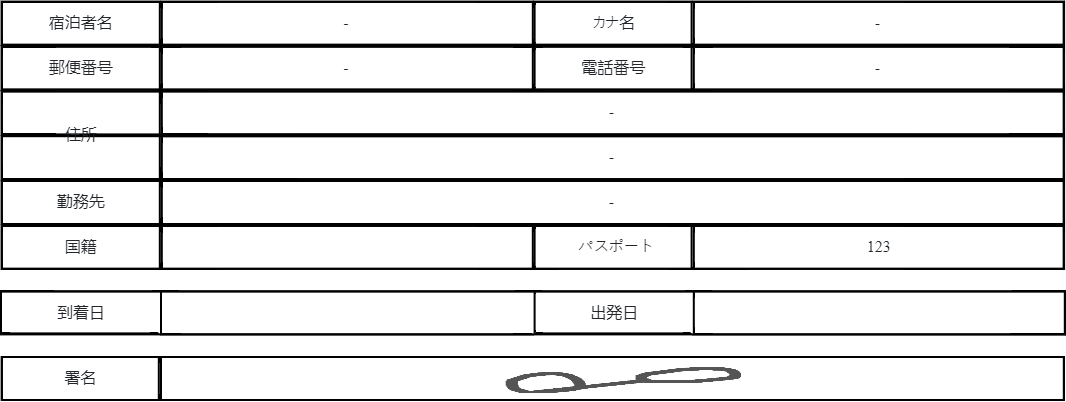 宿泊者名 - カナ名 -
郵便番号 - 電話番号 -
住所 -
-
勤務先 -
国籍 パスポート 123
到着日 出発日
署名